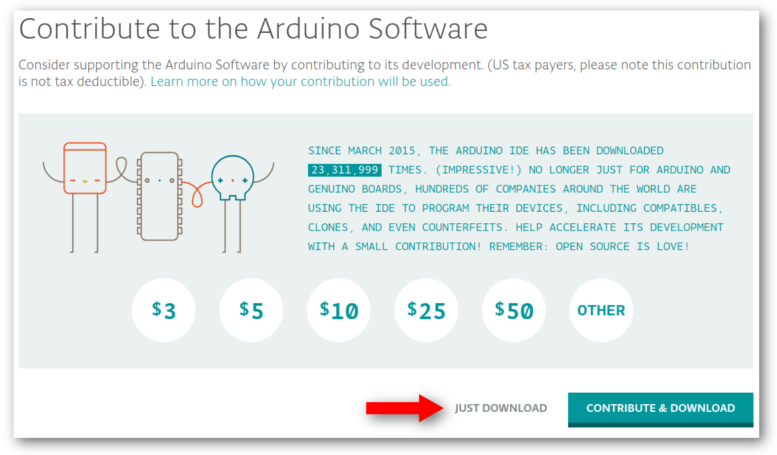 Contribute to the Arduino Software
Consider supporting the Arduino Software by contributing to its development. (US tax payers, please note this contribution
is not tax deductible). Learn more on how your contribution will be used.
SINCE MARCH 2015, THE ARDUINO IDE HAS BEEN DOWNLOADED
23,311,999 TIMES. (IMPRESSIVE!) NO LONGER JUST FOR ARDUINO AND
GENUINO BOARDS, HUNDREDS OF COMPANIES AROUND THE WORLD ARE
USING THE IDE TO PROGRAM THEIR DEVICES, INCLUDING COMPATIBLES,
CLONES, AND EVEN COUNTERFEITS. HELP ACCELERATE ITS DEVELOPMENT
WITH A SMALL CONTRIBUTION! REMEMBER: OPEN SOURCE IS LOVE!
$3 $5 $10 $25 $50 OTHER
JUST DOWNLOAD CONTRIBUTE & DOWNLOAD